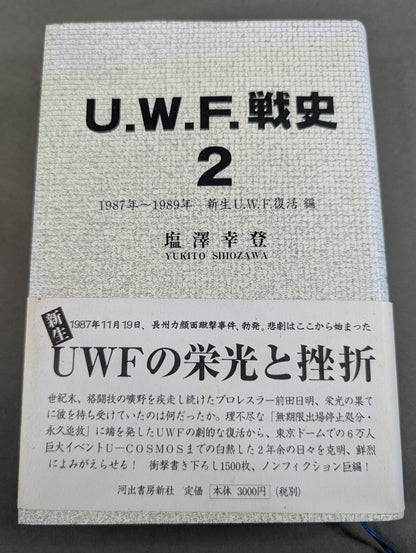 U.W.F.戦史
2
1987年～1989年 新生U.W.F.復活 編
塩澤幸登
YUKITO SHIOZAWA
1987年11月19日、長州力顔面蹴撃事件、勃発。悲劇はここから始まった
新生
UWFの栄光と挫折
世紀末、格闘技の曠野を疾走し続けたプロレスラー前田日明、栄光の果て
に彼を待ち受けていたのは何だったか。理不尽な「無期限出場停止処分・
永久追放」に端を発したUWFの劇的な復活から、東京ドームでの6万人
巨大イベントU―COSMOSまでの白熱した2年余の日々を克明、鮮烈
によみがえらせる! 衝撃書き下ろし1500枚、ノンフィクション巨編!
河出書房新社 定価 本体 3000円 (税別)